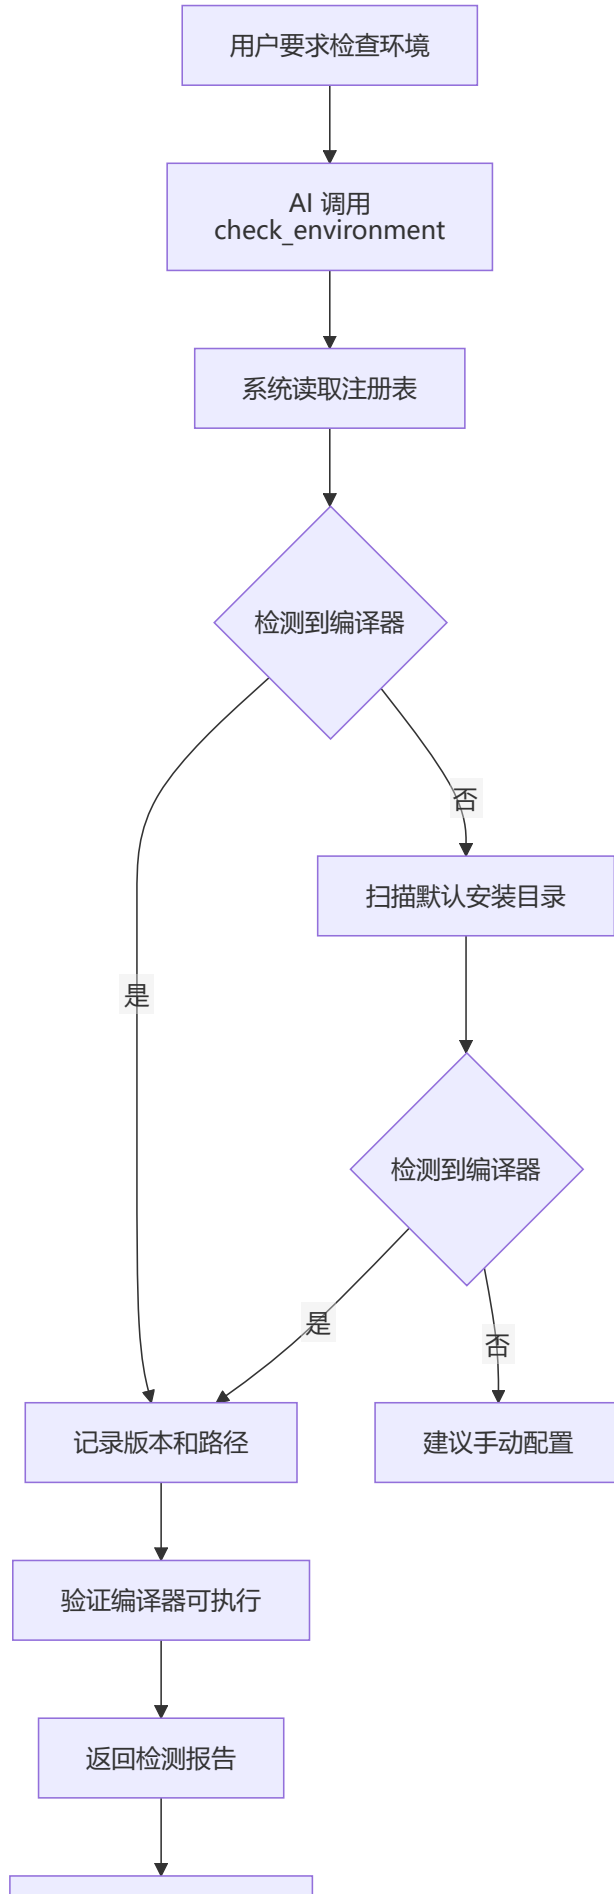 用户要求检查环境
AI 调用
check_environment
系统读取注册表
检测到编译器
否
扫描默认安装目录
是
检测到编译器
是
否
记录版本和路径
建议手动配置
验证编译器可执行
返回检测报告